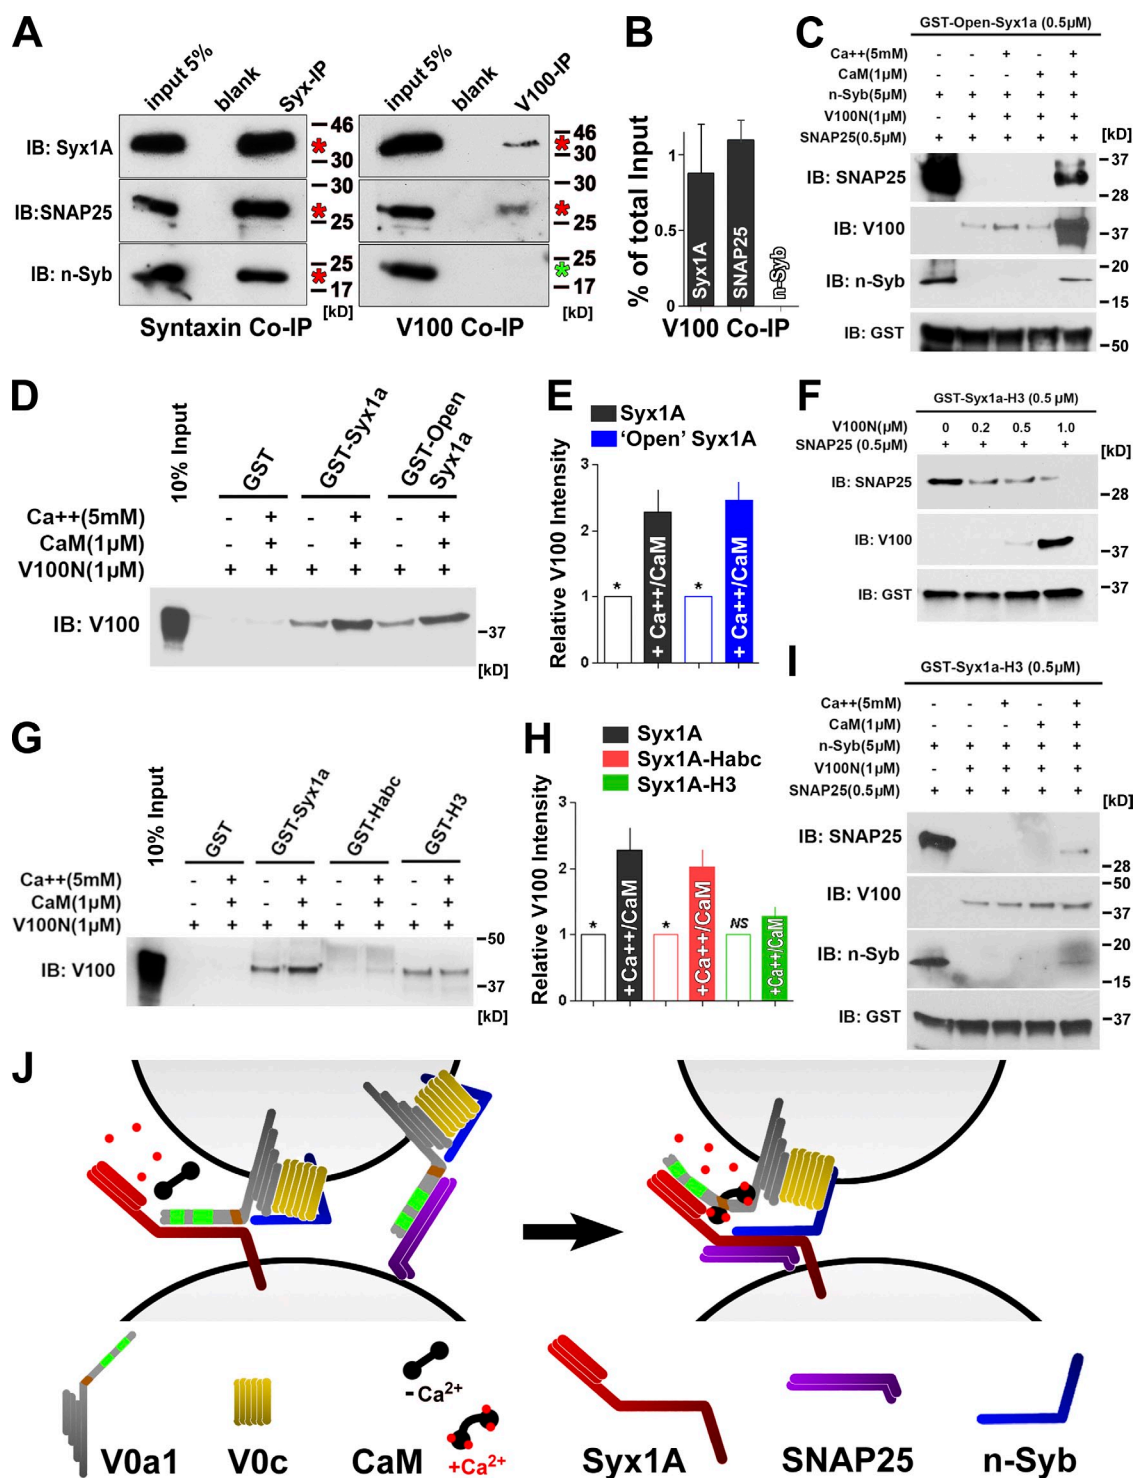 A
input 5%
blank
Syx-IP
input 5%
blank
V100-IP
IB: Syx1A
46
30
46
30
IB:SNAP25
30
25
30
25
IB: n-Syb
25
17
25
17
[kD]
[kD]
Syntaxin Co-IP
V100 Co-IP
B
% of total Input
1
0.5
0
Syx1A
SNAP25
n-Syb
V100 Co-IP
C
GST-Open-Syx1a (0.5µM)
Ca++(5mM) - - + - +
CaM(1µM) - - - + +
n-Syb(5µM) + + + + +
V100N(1µM) - + + + +
SNAP25(0.5µM) + + + + +
[kD]
IB: SNAP25
37
28
IB: V100
37
IB: n-Syb
20
15
IB: GST
50
D
10% Input
GST
GST-Syx1a
GST-Open
Syx1a
Ca++(5mM) - + - + - +
CaM(1µM) - + - + - +
V100N(1µM) + + + + + +
IB: V100
37
[kD]
E
Syx1A
'Open' Syx1A
Relative V100 Intensity
3
2
1
0
*
+ Ca++/CaM
*
+ Ca++/CaM
F
GST-Syx1a-H3 (0.5 µM)
V100N(µM) 0 0.2 0.5 1.0
SNAP25 (0.5µM) + + + +
[kD]
IB: SNAP25
28
IB: V100
37
IB: GST
37
G
10% Input
GST
GST-Syx1a
GST-Habc
GST-H3
Ca++(5mM) - + - + - + - +
CaM(1µM) - + - + - + - +
V100N(1µM) + + + + + + + +
IB: V100
50
37
[kD]
H
Syx1A
Syx1A-Habc
Syx1A-H3
Relative V100 Intensity
3
2
1
0
*
+Ca++/CaM
*
+Ca++/CaM
NS
+Ca++/CaM
I
GST-Syx1a-H3 (0.5µM)
Ca++(5mM) - - + - +
CaM(1µM) - - - + +
n-Syb(5µM) + + + + +
V100N(1µM) - + + + +
SNAP25(0.5µM) + + + + +
[kD]
IB: SNAP25
28
IB: V100
50
37
IB: n-Syb
20
15
IB: GST
37
J
-Ca2+
+Ca2+
V0a1
V0c
CaM
Syx1A
SNAP25
n-Syb